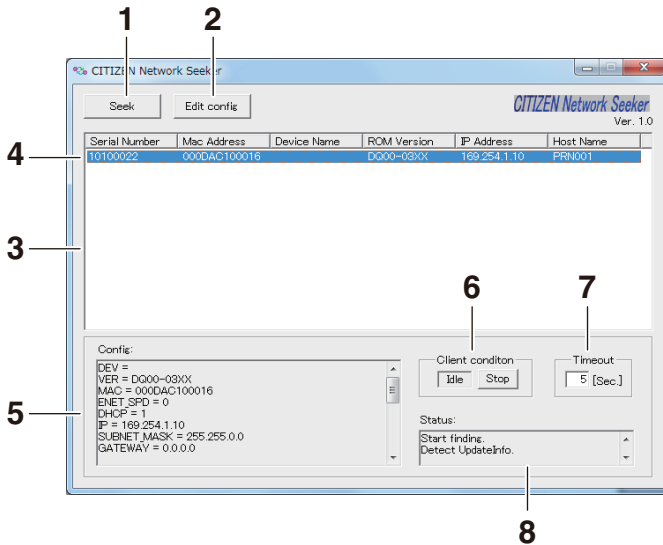 1 2
CITIZEN Network Seeker
Seek Edit config CITIZEN Network Seeker
Ver. 1.0
Serial Number Mac Address Device Name ROM Version IP Address Host Name
4 10100022 000DAC100016 DQ00-03XX 169.254.1.10 PRN001
3
6 7
Config: Client conditon Timeout
DEV =
VER = DQ00-03XX
MAC = 000DAC100016
Idle Stop 5 [Sec.]
ENET_SPD = 0
DHCP = 1
5 IP = 169.254.1.10
SUBNET_MASK = 255.255.0.0
GATEWAY = 0.0.0.0
Status:
Start finding.
Detect UpdateInfo.
8